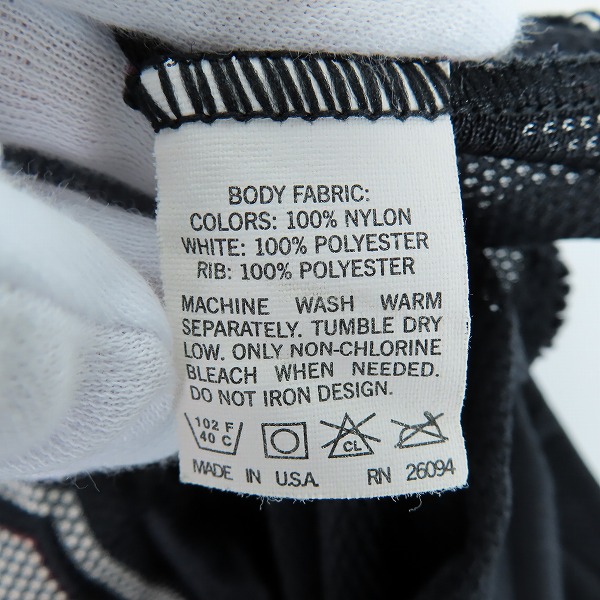 BODY FABRIC:
COLORS: 100% NYLON
WHITE: 100% POLYESTER
RIB: 100% POLYESTER
MACHINE WASH WARM
SEPARATELY. TUMBLE DRY
LOW. ONLY NON-CHLORINE
BLEACH WHEN NEEDED.
DO NOT IRON DESIGN.
102 F
40 C
CL
MADE IN U.S.A. RN 26094